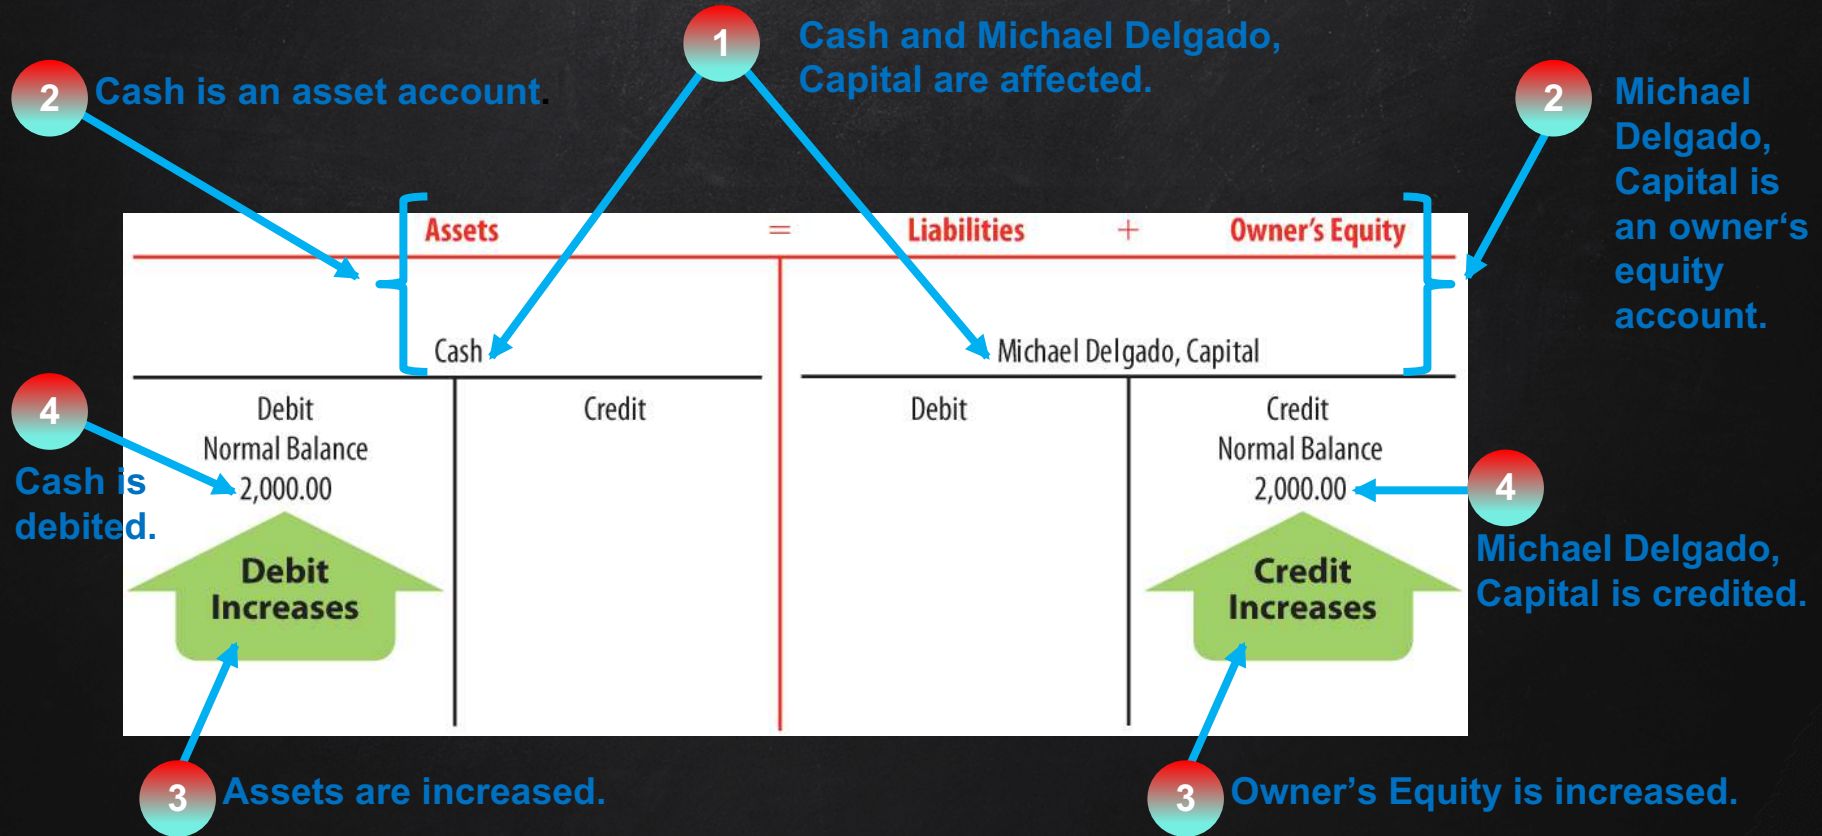 1
Cash and Michael Delgado,
Capital are affected.
2
Cash is an asset account.
2
Michael
Delgado,
Capital is
an owner‘s
equity
account.
Assets = Liabilities + Owner’s Equity
Cash
Michael Delgado, Capital
Debit
Normal Balance
2,000.00
Credit
Debit
Credit
Normal Balance
2,000.00
4
Cash is
debited.
4
Michael Delgado,
Capital is credited.
Debit
Increases
Credit
Increases
3
Assets are increased.
3
Owner’s Equity is increased.